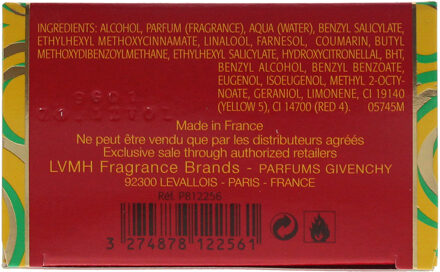 INGREDIENTS: ALCOHOL, PARFUM (FRAGRANCE), AQUA (WATER), BENZYL SALICYLATE,
ETHYLHEXYL METHOXYCINNAMATE, LINALOOL, FARNESOL, COUMARIN, BUTYL
METHOXYDIBENZOYLMETHANE, ETHYLHEXYL SALICYLATE, HYDROXYCITRONELLAL, BHT,
BENZYL ALCOHOL, BENZYL BENZOATE,
EUGENOL, ISOEUGENOL, METHYL 2-OCTY-
NOATE, GERANIOL, LIMONENE, CI 19140
(YELLOW 5), CI 14700 (RED 4). 05745M
Made in France
Ne peut être vendu que par les distributeurs agréés
Exclusive sale through authorized retailers
LVMH Fragrance Brands - PARFUMS GIVENCHY
92300 LEVALLOIS - PARIS - FRANCE
Réf. P812256
3 274878 122561